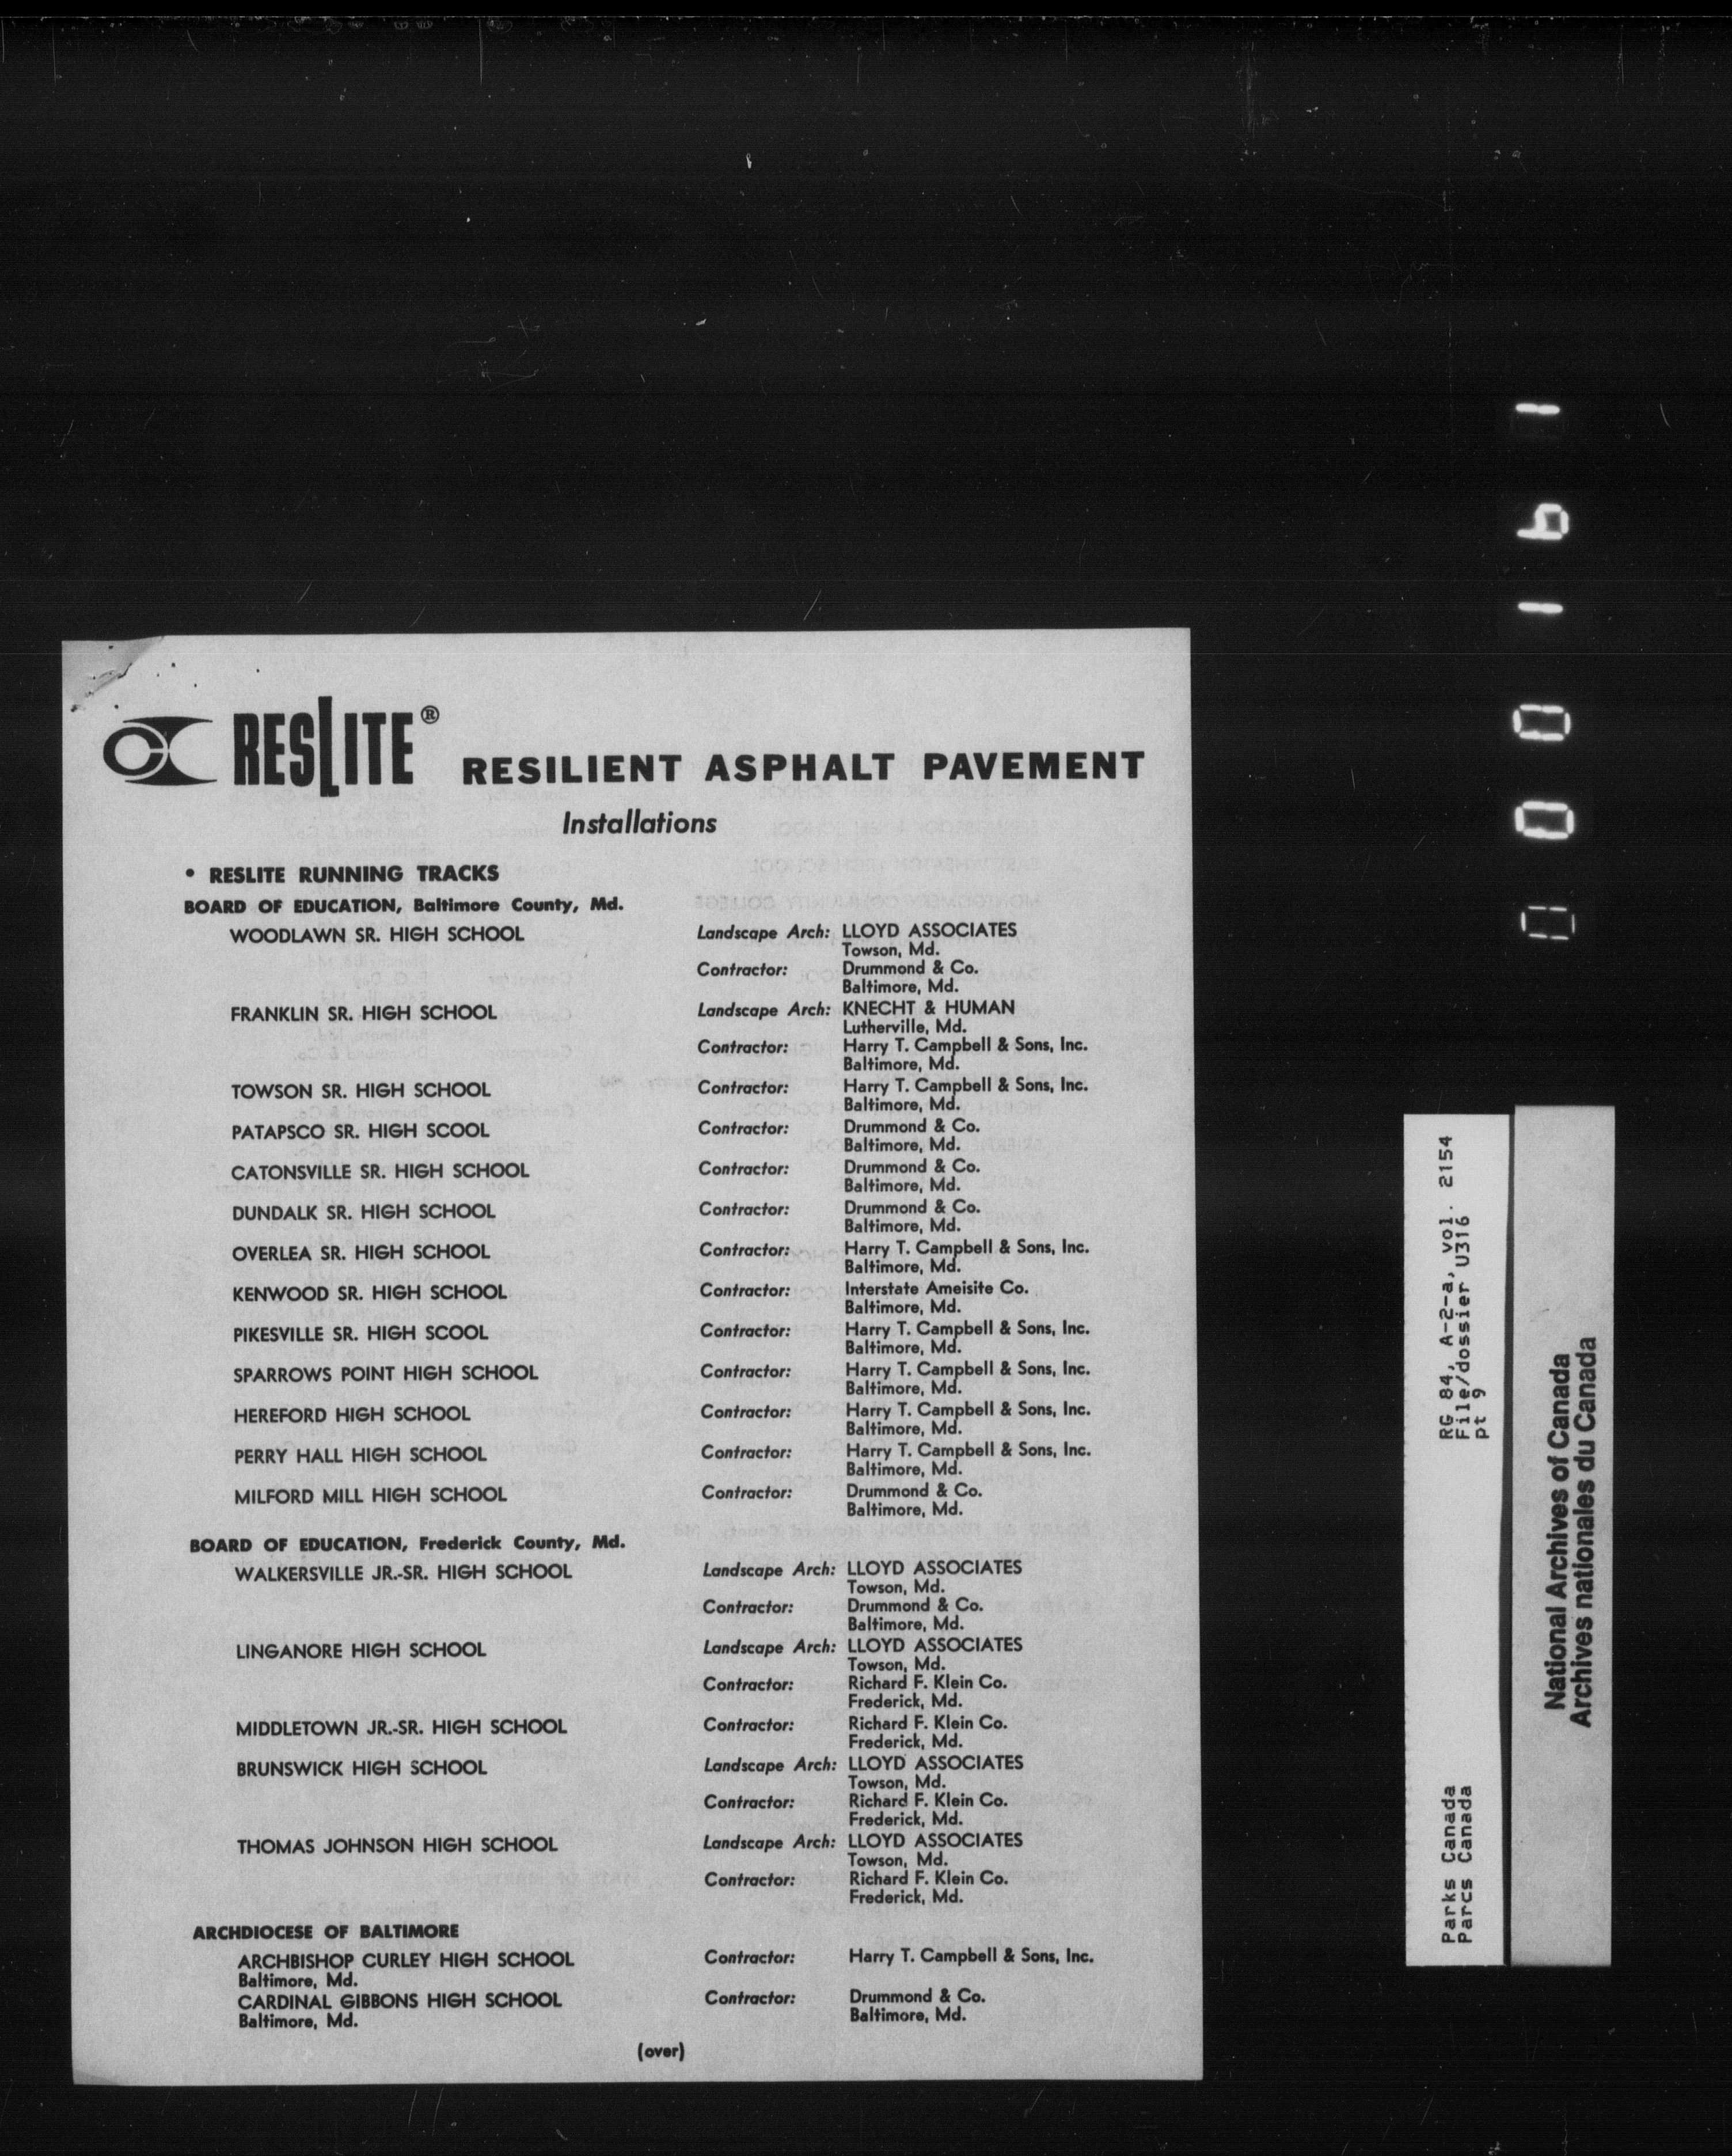 RESLITE® RESILIENT ASPHALT PAVEMENT
Installations
• RESLITE RUNNING TRACKS
BOARD OF EDUCATION, Baltimore County, Md.
WOODLAWN SR. HIGH SCHOOL Landscape Arch: LLOYD ASSOCIATES
Towson, Md.
Contractor: Drummond & Co.
Baltimore, Md.
FRANKLIN SR. HIGH SCHOOL Landscape Arch: KNECHT & HUMAN
Lutherville, Md.
Contractor: Harry T. Campbell & Sons, Inc.
Baltimore, Md.
TOWSON SR. HIGH SCHOOL Contractor: Harry T. Campbell & Sons, Inc.
Baltimore, Md.
PATAPSCO SR. HIGH SCOOL Contractor: Drummond & Co.
Baltimore, Md.
CATONSVILLE SR. HIGH SCHOOL Contractor: Drummond & Co.
Baltimore, Md.
DUNDALK SR. HIGH SCHOOL Contractor: Drummond & Co.
Baltimore, Md.
OVERLEA SR. HIGH SCHOOL Contractor: Harry T. Campbell & Sons, Inc.
Baltimore, Md.
KENWOOD SR. HIGH SCHOOL Contractor: Interstate Ameisite Co.
Baltimore, Md.
PIKESVILLE SR. HIGH SCOOL Contractor: Harry T. Campbell & Sons, Inc.
Baltimore, Md.
SPARROWS POINT HIGH SCHOOL Contractor: Harry T. Campbell & Sons, Inc.
Baltimore, Md.
HEREFORD HIGH SCHOOL Contractor: Harry T. Campbell & Sons, Inc.
Baltimore, Md.
PERRY HALL HIGH SCHOOL Contractor: Harry T. Campbell & Sons, Inc.
Baltimore, Md.
MILFORD MILL HIGH SCHOOL Contractor: Drummond & Co.
Baltimore, Md.
BOARD OF EDUCATION, Frederick County, Md.
WALKERSVILLE JR.-SR. HIGH SCHOOL Landscape Arch: LLOYD ASSOCIATES
Towson, Md.
Contractor: Drummond & Co.
Baltimore, Md.
LINGANORE HIGH SCHOOL Landscape Arch: LLOYD ASSOCIATES
Towson, Md.
Contractor: Richard F. Klein Co.
Frederick, Md.
MIDDLETOWN JR.-SR. HIGH SCHOOL Contractor: Richard F. Klein Co.
Frederick, Md.
BRUNSWICK HIGH SCHOOL Landscape Arch: LLOYD ASSOCIATES
Towson, Md.
Contractor: Richard F. Klein Co.
Frederick, Md.
THOMAS JOHNSON HIGH SCHOOL Landscape Arch: LLOYD ASSOCIATES
Towson, Md.
Contractor: Richard F. Klein Co.
Frederick, Md.
ARCHDIOCESE OF BALTIMORE
ARCHBISHOP CURLEY HIGH SCHOOL Contractor: Harry T. Campbell & Sons, Inc.
Baltimore, Md.
CARDINAL GIBBONS HIGH SCHOOL Contractor: Drummond & Co.
Baltimore, Md. Baltimore, Md.
(over)
000161
Parks Canada RG 84, A-2-a, vol. 2154
Parcs Canada File/dossier U316
pt 9
National Archives of Canada
Archives nationales du Canada